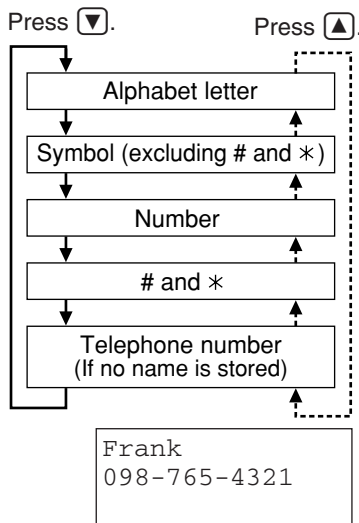 Press ▼. Press ▲.
Alphabet letter
Symbol (excluding # and ✳)
Number
# and ✳
Telephone number
(If no name is stored)
Frank
098-765-4321